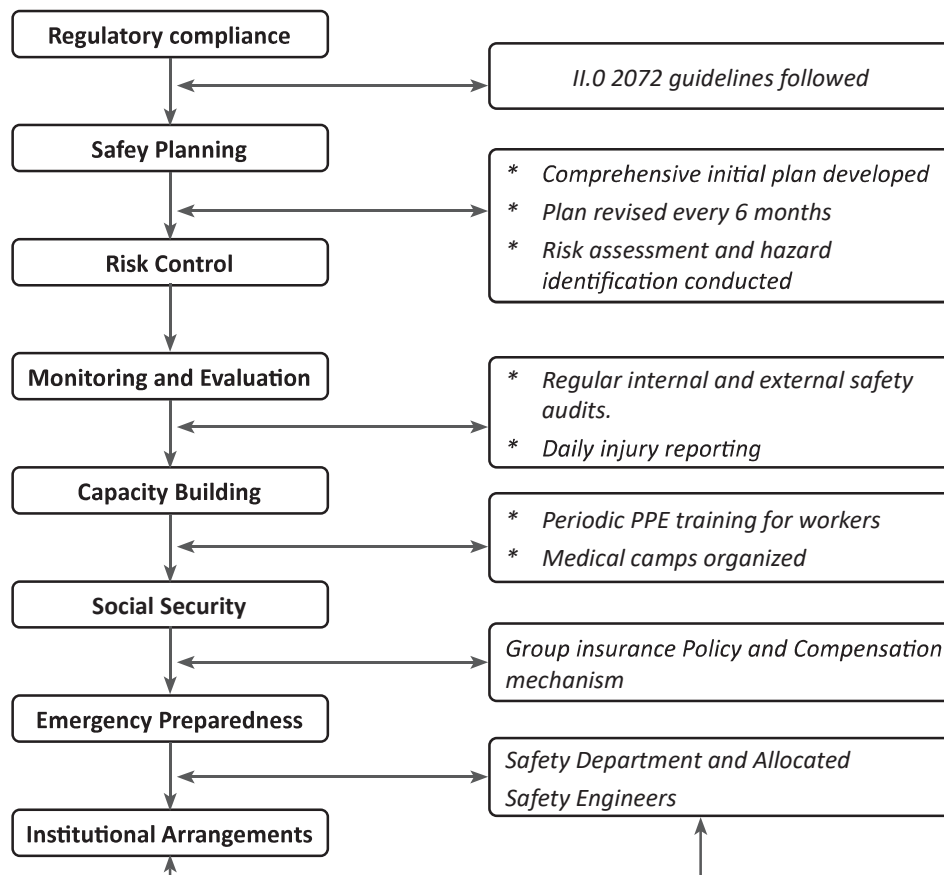 Regulatory compliance
II.0 2072 guidelines followed
Safey Planning
* Comprehensive initial plan developed
* Plan revised every 6 months
* Risk assessment and hazard
identification conducted
Risk Control
Monitoring and Evaluation
* Regular internal and external safety
audits.
* Daily injury reporting
Capacity Building
* Periodic PPE training for workers
* Medical camps organized
Social Security
Group insurance Policy and Compensation
mechanism
Emergency Preparedness
Safety Department and Allocated
Safety Engineers
Institutional Arrangements